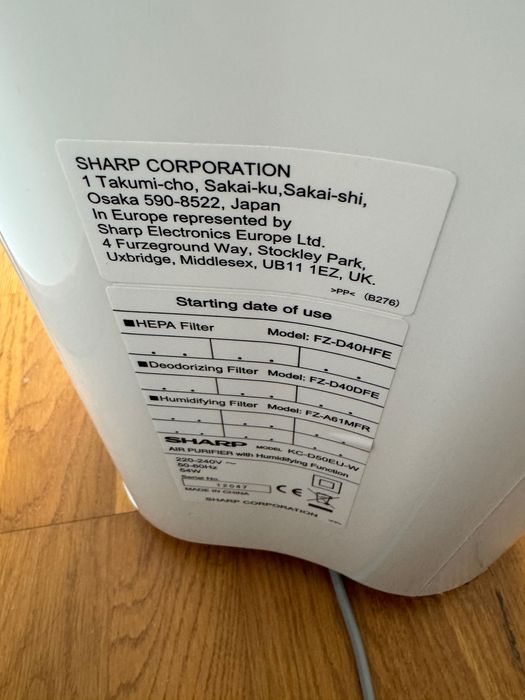 SHARP CORPORATION
1 Takumi-cho, Sakai-ku,Sakai-shi,
Osaka 590-8522, Japan
In Europe represented by
Sharp Electronics Europe Ltd.
4 Furzeground Way, Stockley Park,
Uxbridge, Middlesex, UB11 1EZ, UK.
>PP< (B276)
Starting date of use
■HEPA Filter Model: FZ-D40HFE
■Deodorizing Filter Model: FZ-D40DFE
■Humidifying Filter Model: FZ-A61MFR
SHARP MODEL KC-D50EU-W
AIR PURIFIER with Humidifying Function
220-240V ~
50-60Hz
54W
Serial No. 12047
MADE IN CHINA CE
SHARP CORPORATION